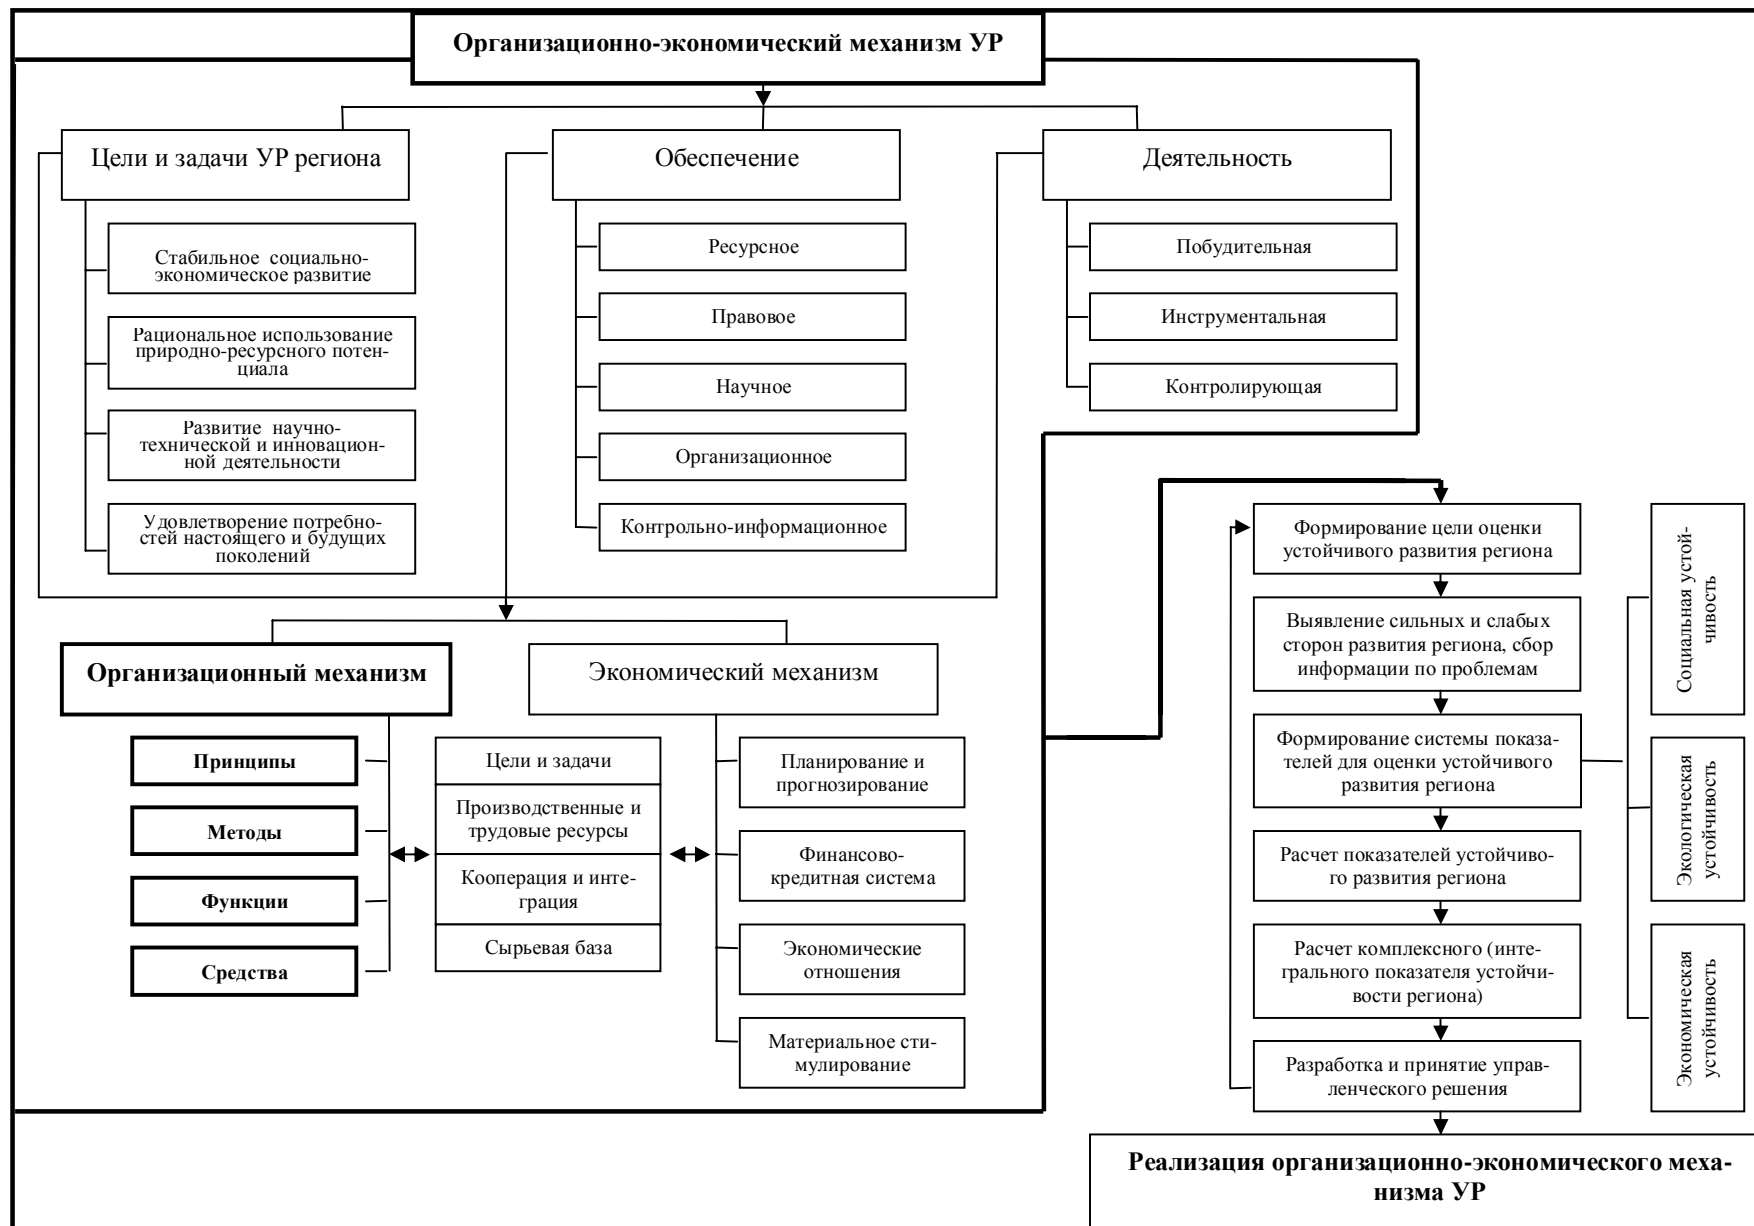 Организационно-экономический механизм УР
Цели и задачи УР региона
Обеспечение
Деятельность
Стабильное социально-
экономическое развитие
Рациональное использование
природно-ресурсного потен-
циала
Развитие научно-
технической и инновацион-
ной деятельности
Удовлетворение потребно-
стей настоящего и будущих
поколений
Ресурсное
Правовое
Научное
Организационное
Контрольно-информационное
Побудительная
Инструментальная
Контролирующая
Организационный механизм
Экономический механизм
Принципы
Методы
Функции
Средства
Цели и задачи
Производственные и
трудовые ресурсы
Кооперация и инте-
грация
Сырьевая база
Планирование и
прогнозирование
Финансово-
кредитная система
Экономические
отношения
Материальное сти-
мулирование
Формирование цели оценки
устойчивого развития региона
Выявление сильных и слабых
сторон развития региона, сбор
информации по проблемам
Формирование системы показа-
телей для оценки устойчивого
развития региона
Расчет показателей устойчиво-
го развития региона
Расчет комплексного (инте-
грального показателя устойчи-
вости региона)
Разработка и принятие управ-
ленческого решения
Социальная устой-
чивость
Экологическая
устойчивость
Экономическая
устойчивость
Реализация организационно-экономического меха-
низма УР